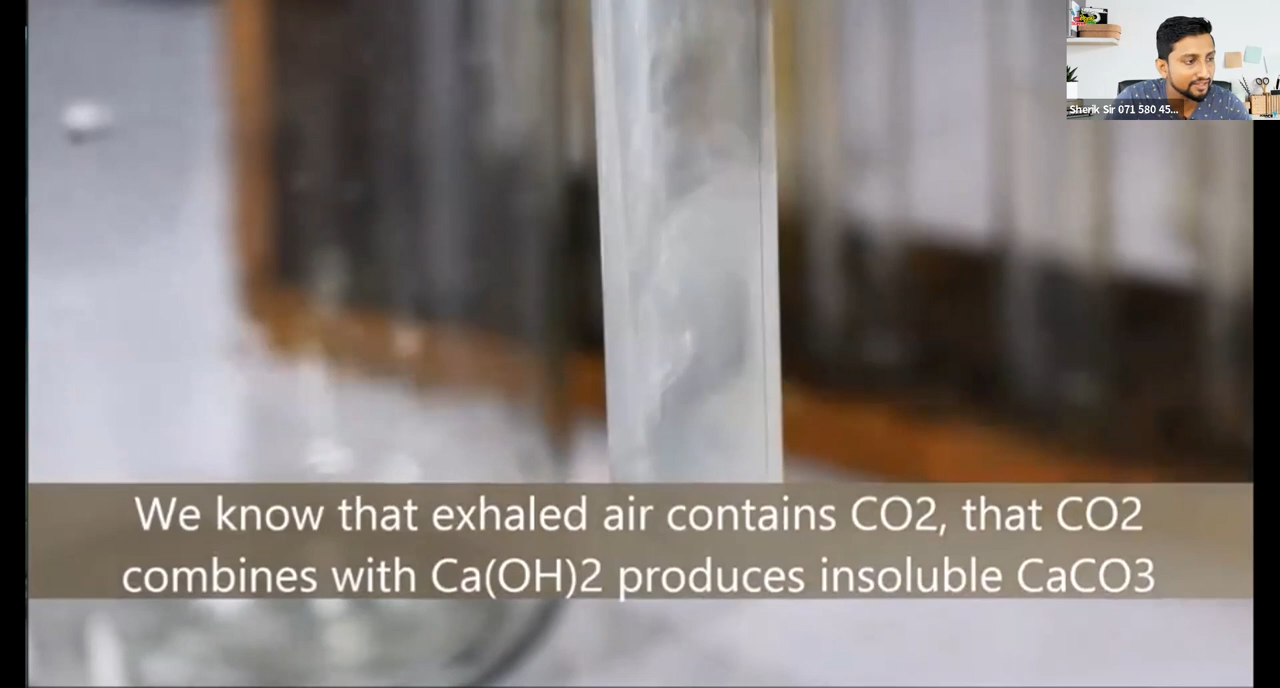 Sherik Sir 071 580 45...
We know that exhaled air contains CO2, that CO2
combines with Ca(OH)2 produces insoluble CaCO3